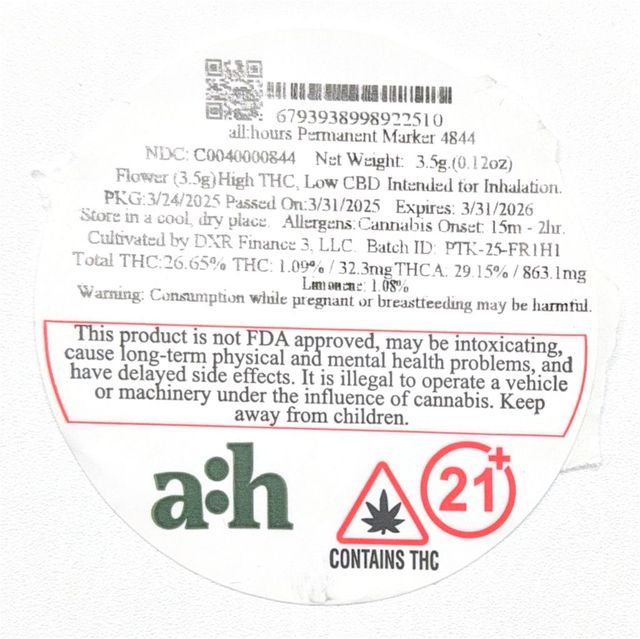 6793938998922510
all:hours Permanent Marker 4844
NDC: C0040000844 Net Weight: 3.5g.(0.12oz)
Flower (3.5g)High THC, Low CBD Intended for Inhalation.
PKG:3/24/2025 Passed On:3/31/2025 Expires: 3/31/2026
Store in a cool, dry place. Allergens:Cannabis Onset: 15m - 2hr.
Cultivated by DXR Finance 3, LLC. Batch ID: PTK-25-FR1H1
Total THC:26.65% THC: 1.09% / 32.3mgTHCA: 29.15% / 863.1mg
Limonene: 1.08%
Warning: Consumption while pregnant or breastfeeding may be harmful.
This product is not FDA approved, may be intoxicating,
cause long-term physical and mental health problems, and
have delayed side effects. It is illegal to operate a vehicle
or machinery under the influence of cannabis. Keep
away from children.
a:h
21+
CONTAINS THC